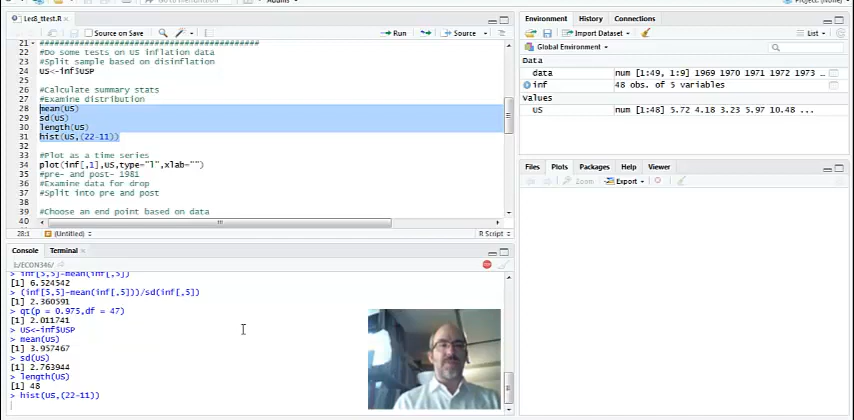 Go to file/function
Addins
Project: (None)
Lec8_ttest.R
Source on Save
Run
Source
21 ##########################################
22 #Do some tests on US inflation data
23 #Split sample based on disinflation
24 US<-inf$USP
25
26 #Calculate summary stats
27 #Examine distribution
28 mean(US)
29 sd(US)
30 length(US)
31 hist(US,(22-11))
32
33 #Plot as a time series
34 plot(inf[,1],US,type="l",xlab="")
35 #pre- and post- 1981
36 #Examine data for drop
37 #Split into pre and post
38
39 #Choose an end point based on data
40
28:1 (Untitled) R Script
Console Terminal
I:/ECON346/
> inf[5,5]-mean(inf[,5])
[1] 6.524542
> (inf[5,5]-mean(inf[,5]))/sd(inf[,5])
[1] 2.360591
> qt(p = 0.975,df = 47)
[1] 2.011741
> US<-inf$USP
> mean(US)
[1] 3.957467
> sd(US)
[1] 2.763944
> length(US)
[1] 48
> hist(US,(22-11))
Environment History Connections
Import Dataset List
Global Environment
Data
data num [1:49, 1:9] 1969 1970 1971 1972 1973 ...
inf 48 obs. of 5 variables
Values
US num [1:48] 5.72 4.18 3.23 5.97 10.48 ...
Files Plots Packages Help Viewer
Zoom Export